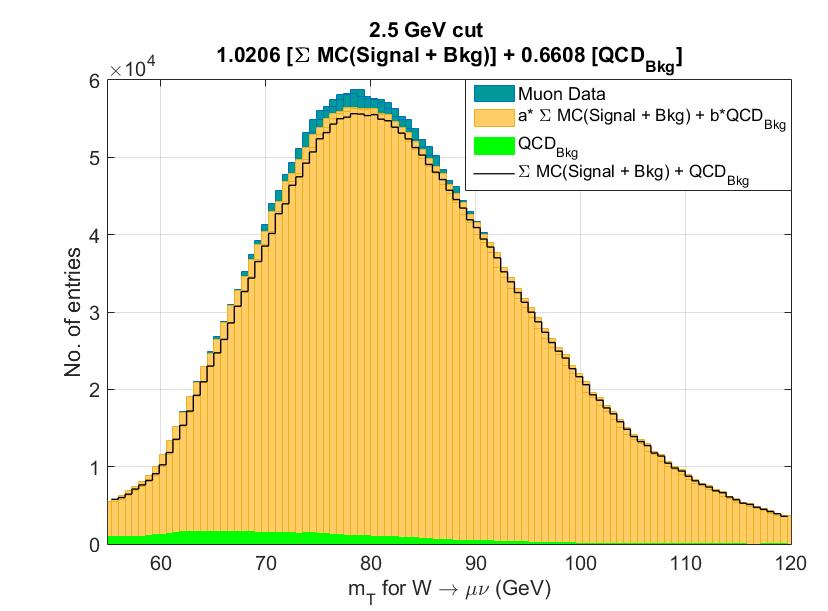 2.5 GeV cut
1.0206 [Σ MC(Signal + Bkg)] + 0.6608 [QCD_Bkg]
×10^4
6
5
4
3
2
1
0
No. of entries
Muon Data
a* Σ MC(Signal + Bkg) + b*QCD_Bkg
QCD_Bkg
Σ MC(Signal + Bkg) + QCD_Bkg
60 70 80 90 100 110 120
m_T for W → μν (GeV)